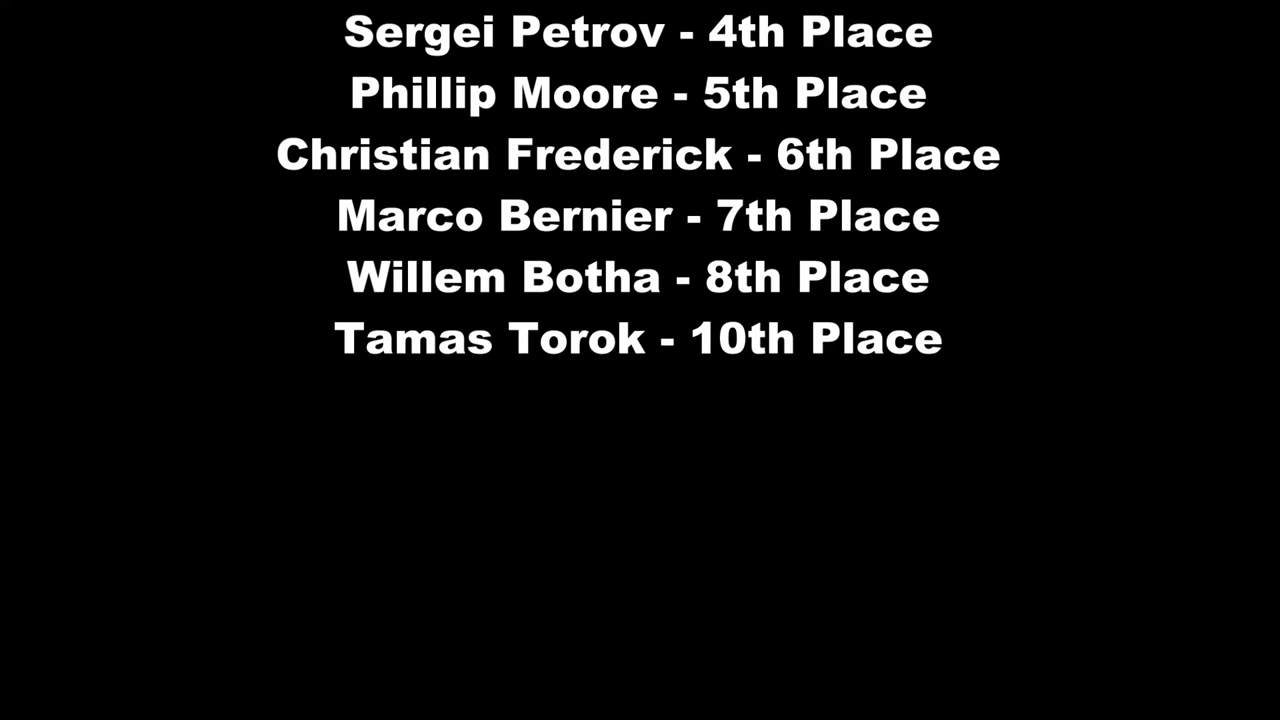 Sergei Petrov - 4th Place
Phillip Moore - 5th Place
Christian Frederick - 6th Place
Marco Bernier - 7th Place
Willem Botha - 8th Place
Tamas Torok - 10th Place